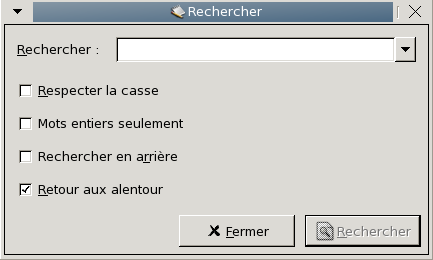 Rechercher
Rechercher :
Respecter la casse
Mots entiers seulement
Rechercher en arrière
Retour aux alentour
Fermer
Rechercher